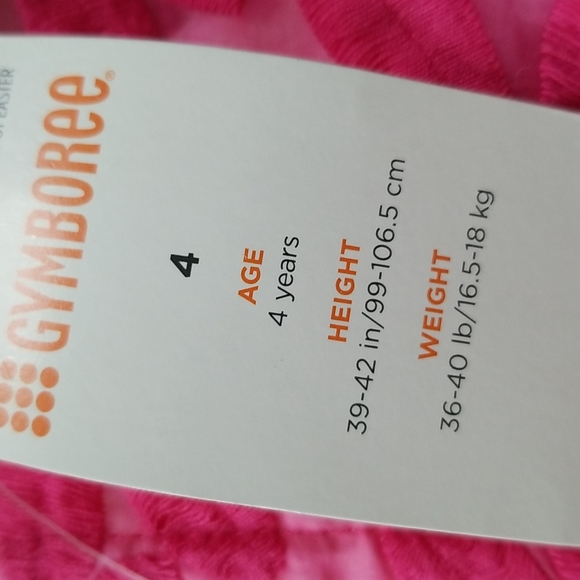 EASTER
GYMBOREE®
4
AGE
4 years
HEIGHT
39-42 in/99-106.5 cm
WEIGHT
36-40 lb/16.5-18 kg